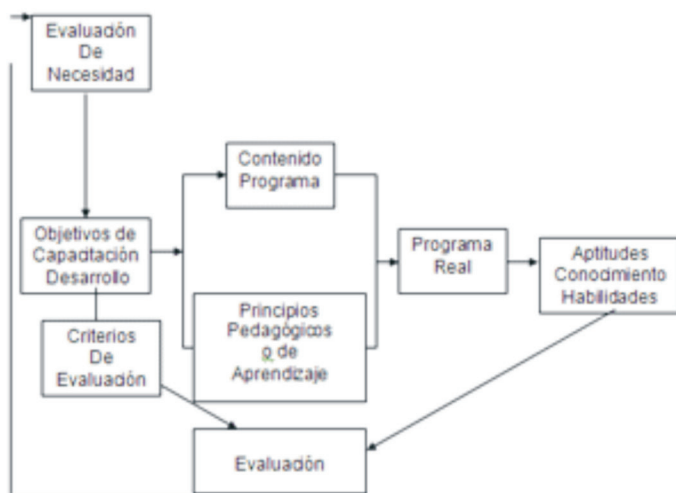 Evaluación
De
Necesidad
Contenido
Programa
Objetivos de
Capacitación
Desarrollo
Programa
Real
Aptitudes
Conocimiento
Habilidades
Principios
Pedagógicos
o de
Aprendizaje
Criterios
De
Evaluación
Evaluación